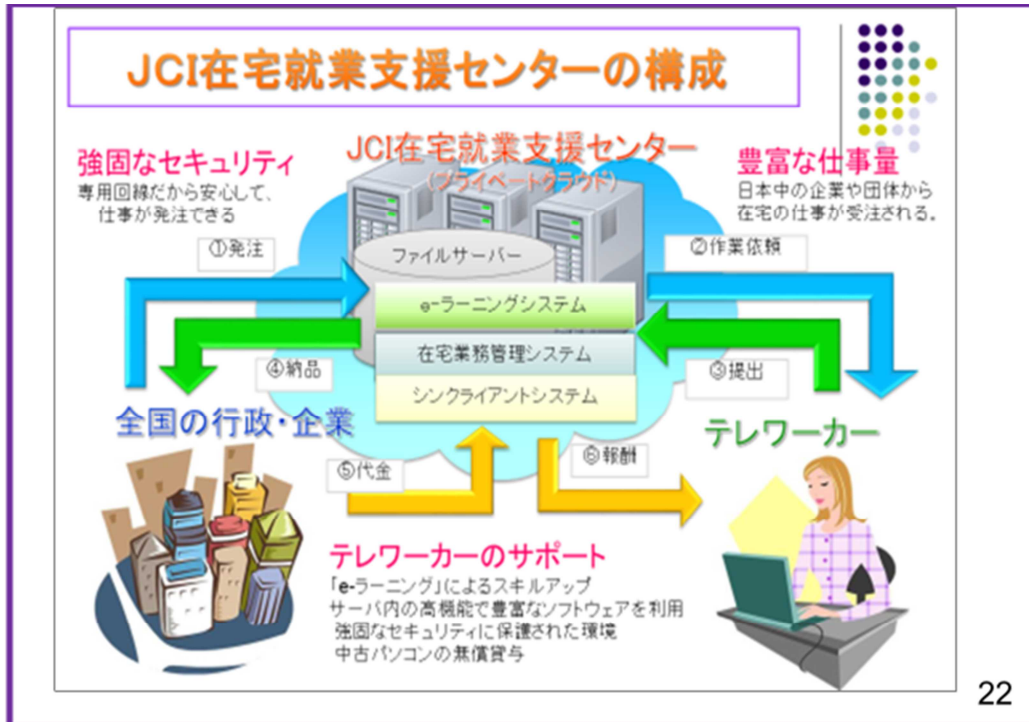 JCI在宅就業支援センターの構成
強固なセキュリティ
専用回線だから安心して、
仕事が発注できる
JCI在宅就業支援センター
(プライベートクラウド)
豊富な仕事量
日本中の企業や団体から
在宅の仕事が受注される。
①発注
②作業依頼
ファイルサーバー
e-ラーニングシステム
在宅業務管理システム
シンクライアントシステム
④納品
③提出
全国の行政・企業
テレワーカー
⑤代金
⑥報酬
テレワーカーのサポート
「e-ラーニング」によるスキルアップ
サーバ内の高機能で豊富なソフトウェアを利用
強固なセキュリティに保護された環境
中古パソコンの無償貸与
22